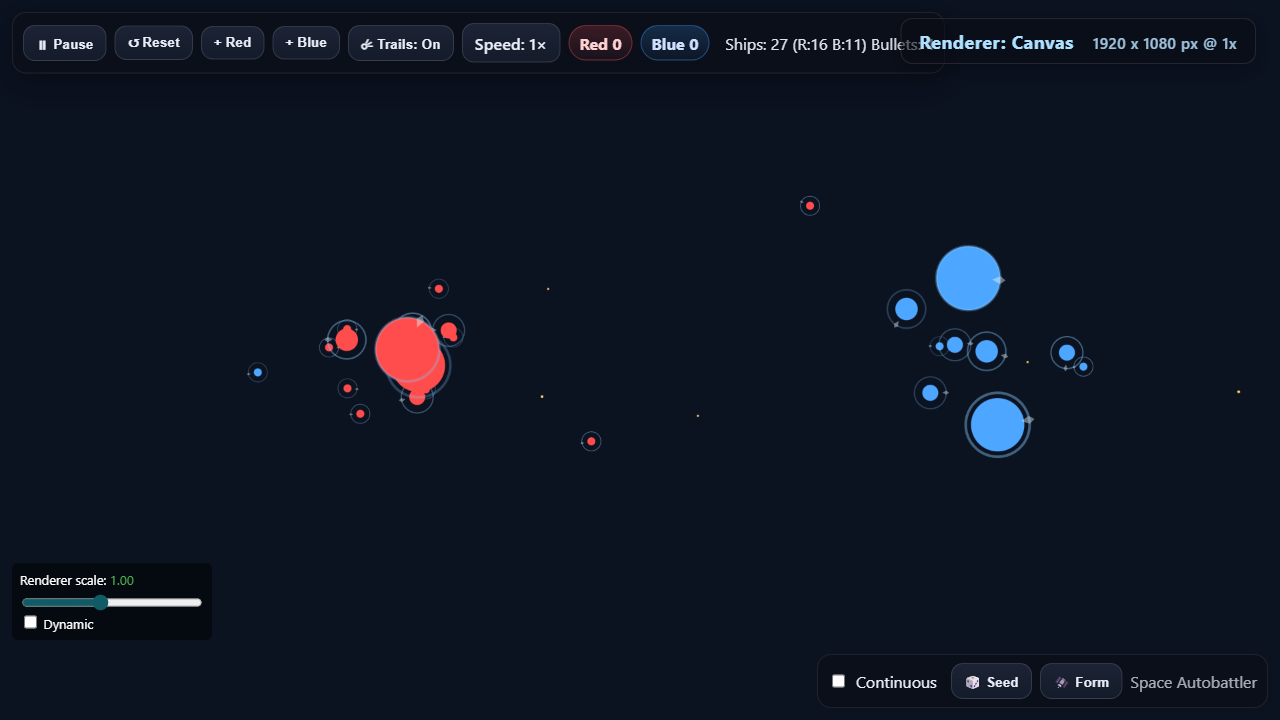 ⏸ Pause
↺ Reset
+ Red
+ Blue
☄ Trails: On
Speed: 1×
Red 0
Blue 0
Ships: 27 (R:16 B:11) Bullets:
Renderer: Canvas
1920 x 1080 px @ 1x
Renderer scale: 1.00
Dynamic
Continuous
🎲 Seed
🛰 Form
Space Autobattler